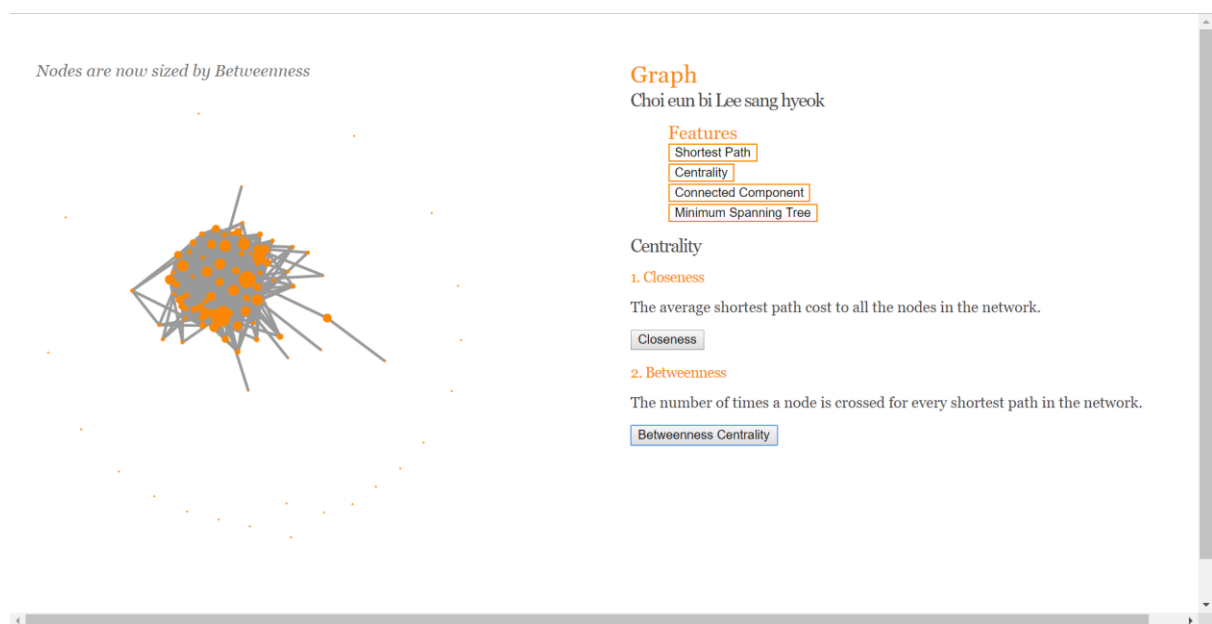 Nodes are now sized by Betweenness
Graph
Choi eun bi Lee sang hyeok
Features
Shortest Path
Centrality
Connected Component
Minimum Spanning Tree
Centrality
1. Closeness
The average shortest path cost to all the nodes in the network.
Closeness
2. Betweenness
The number of times a node is crossed for every shortest path in the network.
Betweenness Centrality